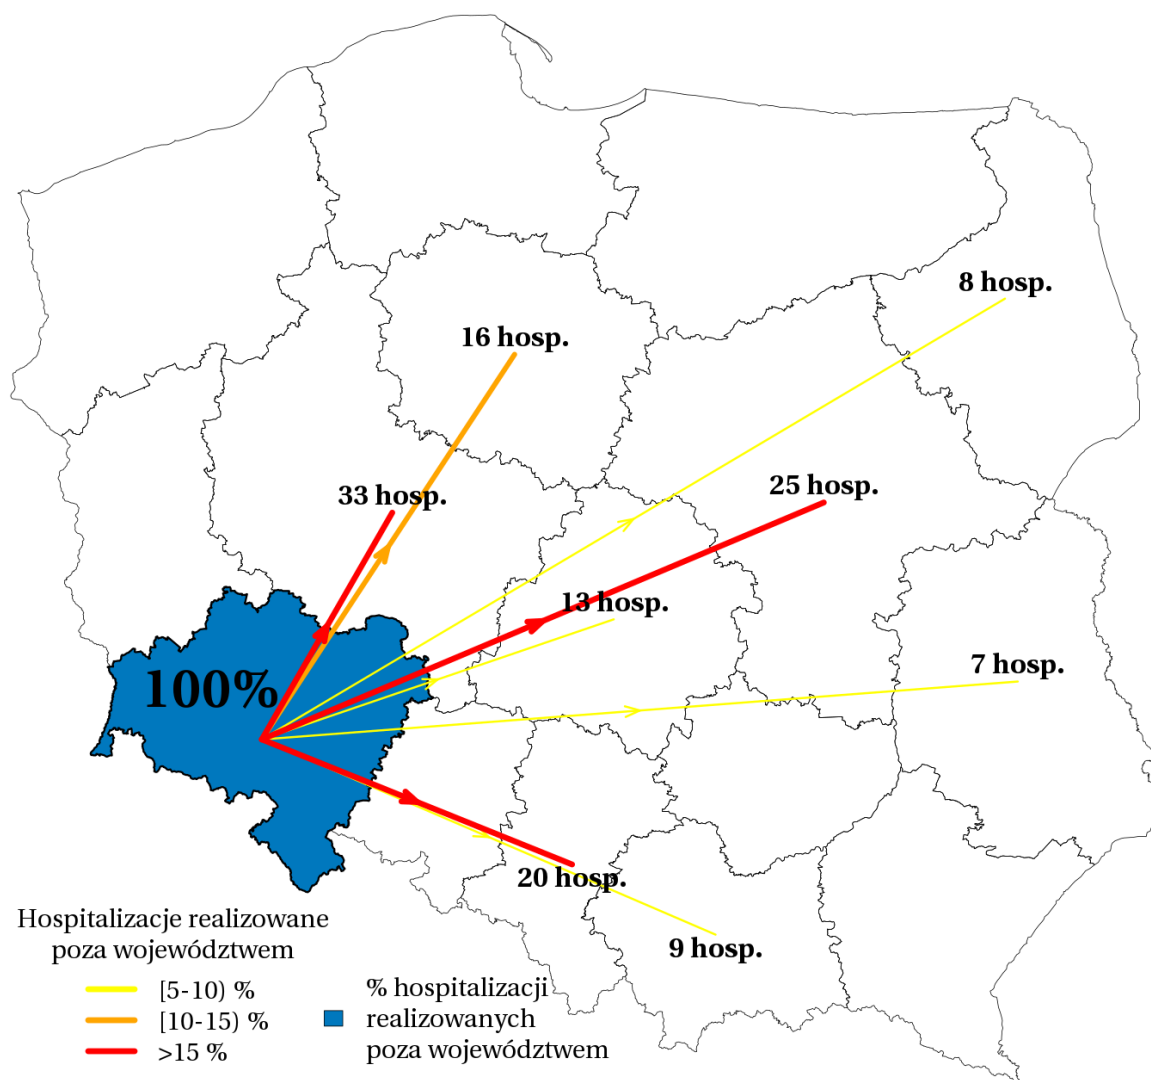 8 hosp.
16 hosp.
33 hosp.
25 hosp.
13 hosp.
7 hosp.
100%
20 hosp.
9 hosp.
Hospitalizacje realizowane
poza województwem
[5-10) %
[10-15) %
>15 %
% hospitalizacji
realizowanych
poza województwem